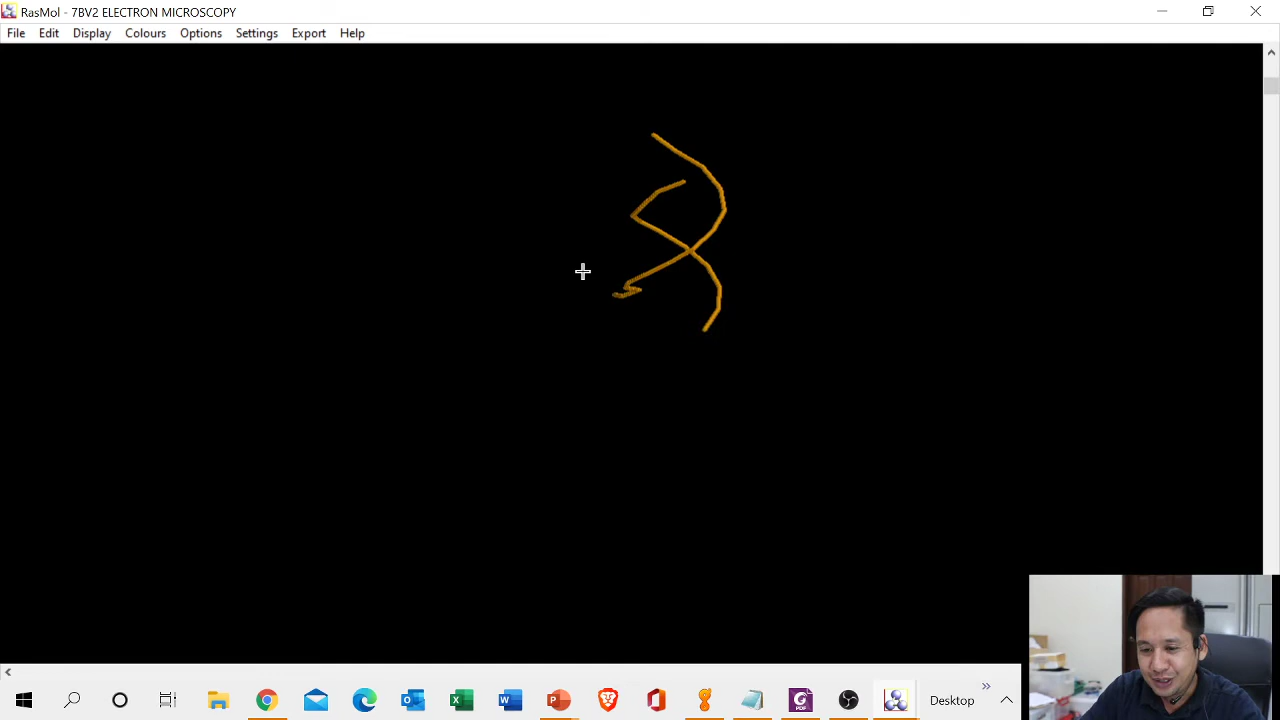 RasMol - 7BV2 ELECTRON MICROSCOPY
File Edit Display Colours Options Settings Export Help
Desktop